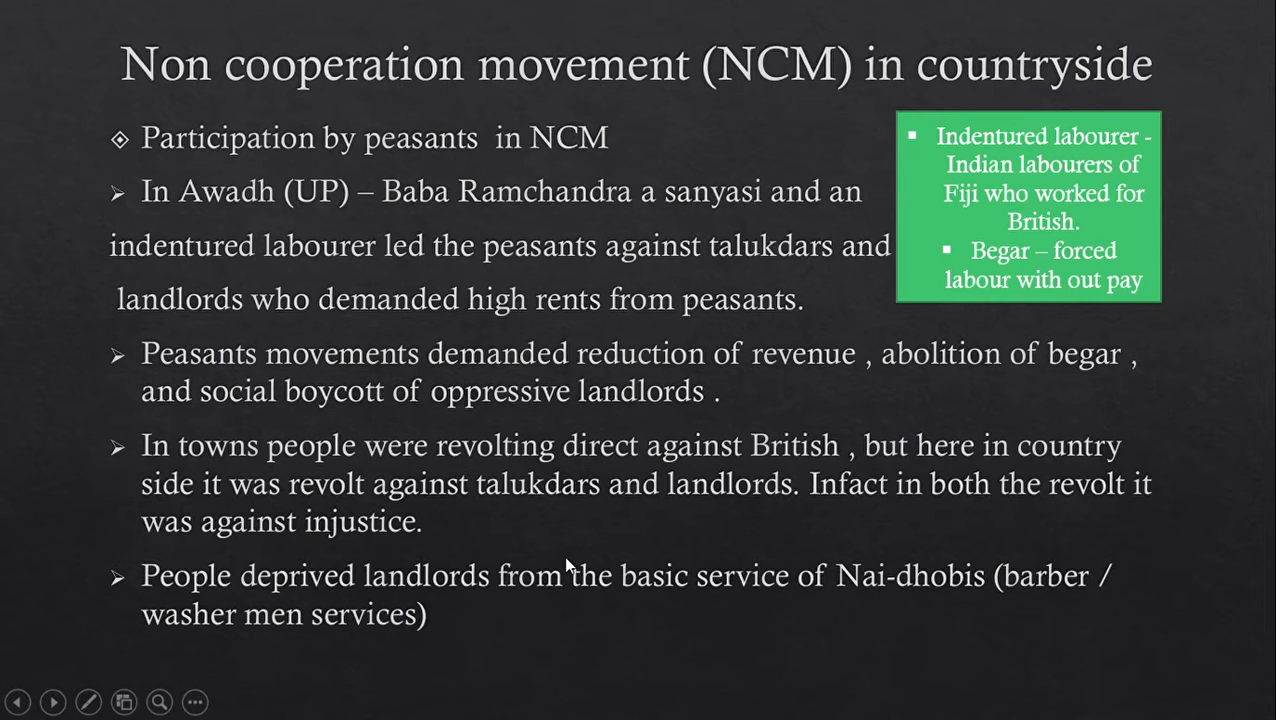 Non cooperation movement (NCM) in countryside
Participation by peasants in NCM
In Awadh (UP) – Baba Ramchandra a sanyasi and an
indentured labourer led the peasants against talukdars and
landlords who demanded high rents from peasants.
Peasants movements demanded reduction of revenue , abolition of begar ,
and social boycott of oppressive landlords .
In towns people were revolting direct against British , but here in country
side it was revolt against talukdars and landlords. Infact in both the revolt it
was against injustice.
People deprived landlords from the basic service of Nai-dhobis (barber /
washer men services)
Indentured labourer -
Indian labourers of
Fiji who worked for
British.
Begar – forced
labour with out pay